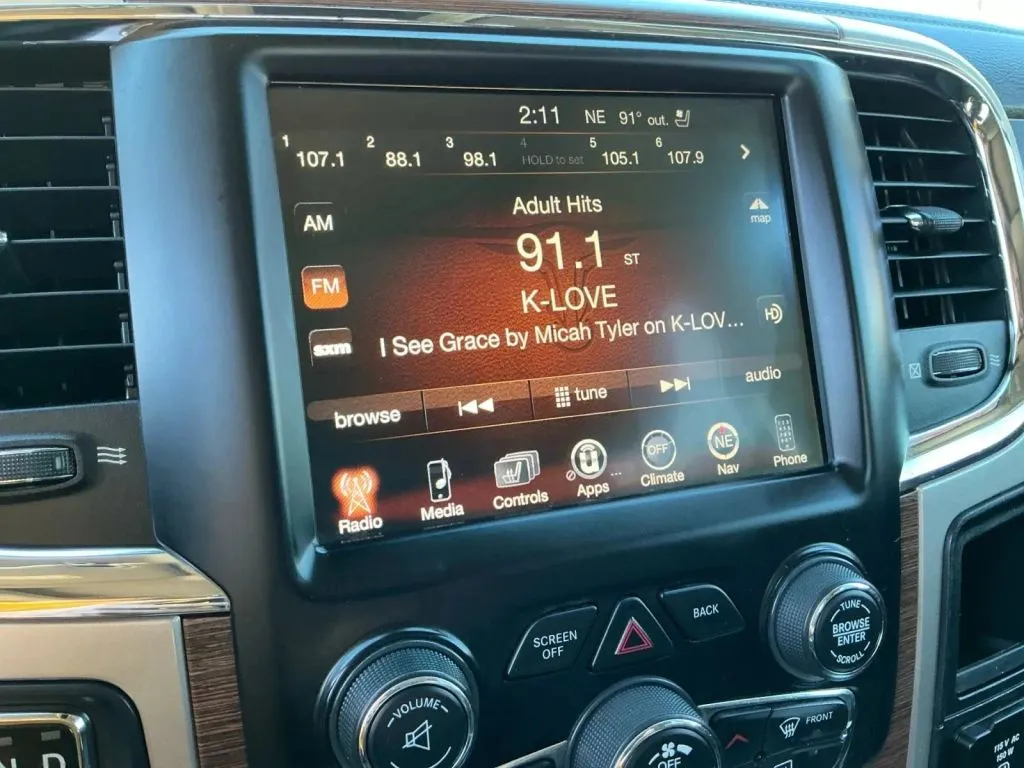 2:11 NE 91° out.
1 107.1 2 88.1 3 98.1 4 HOLD to set 5 105.1 6 107.9
Adult Hits
map
AM
91.1 ST
FM
K-LOVE
HD
sxm
I See Grace by Micah Tyler on K-LOV...
browse tune audio
Radio Media Controls Apps ... OFF Climate NE Nav Phone
SCREEN OFF
BACK
TUNE
BROWSE
ENTER
SCROLL
VOLUME
OFF
FRONT
115 V AC
150 W
N D